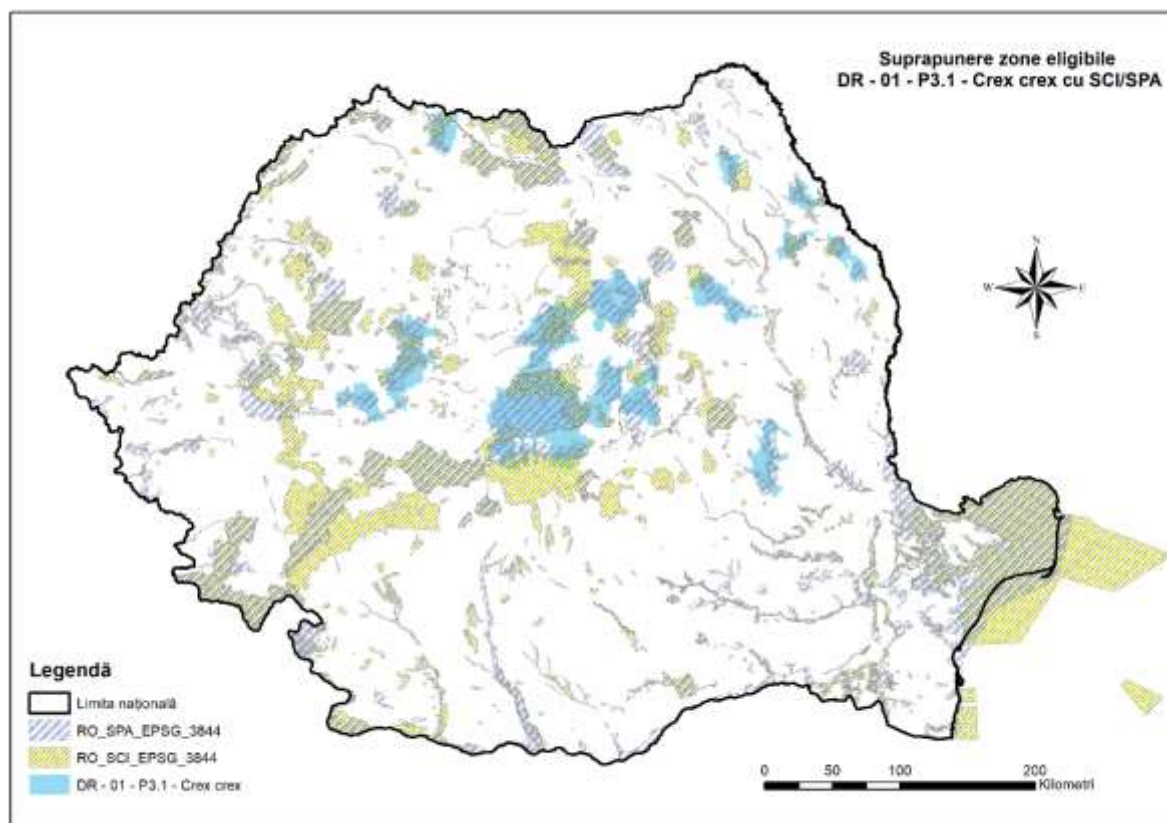 Suprapunere zone eligibile
DR - 01 - P3.1 - Crex crex cu SCI/SPA
N
W E
S
Legendă
Limita națională
RO_SPA_EPSG_3844
RO_SCI_EPSG_3844
DR - 01 - P3.1 - Crex crex
0 50 100 200
Kilometri